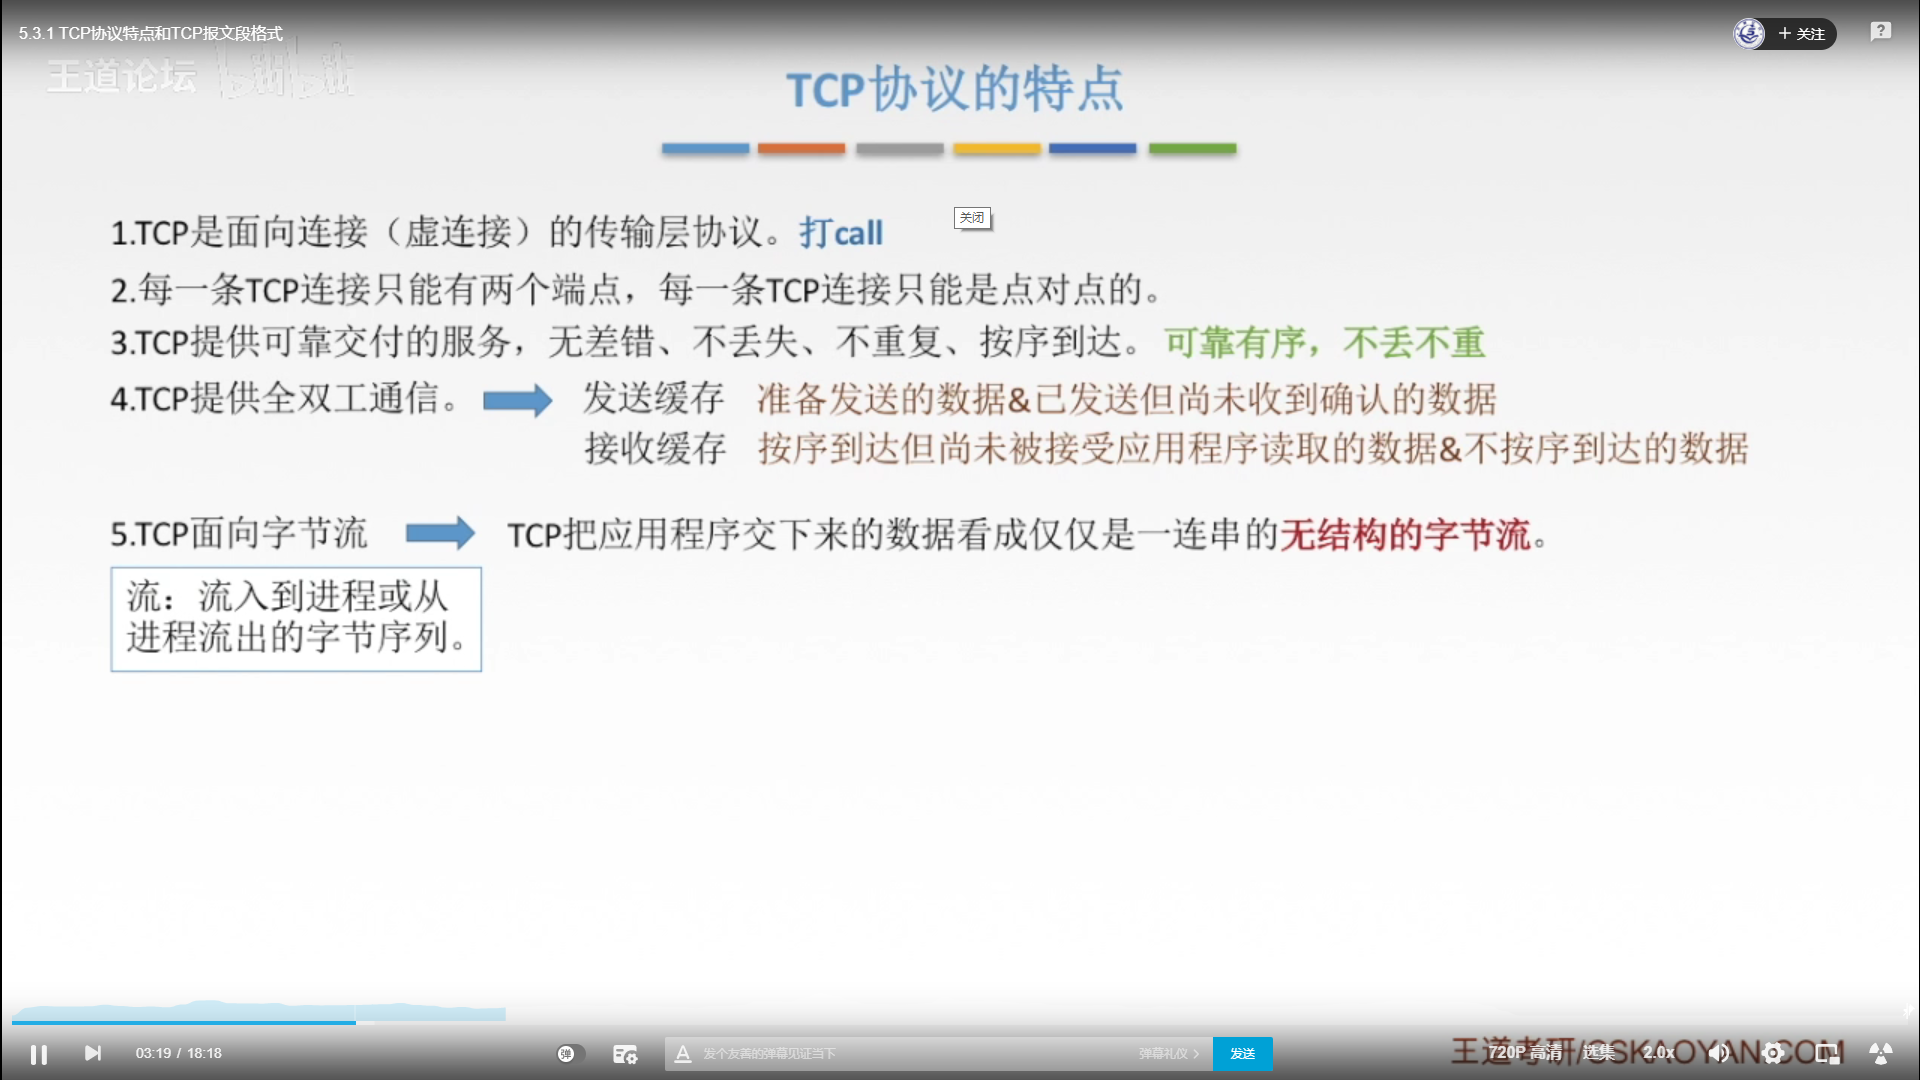 5.3.1 TCP协议特点和TCP报文段格式
+ 关注
王道论坛 bilibili
TCP协议的特点
关闭
1.TCP是面向连接（虚连接）的传输层协议。打call
2.每一条TCP连接只能有两个端点，每一条TCP连接只能是点对点的。
3.TCP提供可靠交付的服务，无差错、不丢失、不重复、按序到达。可靠有序，不丢不重
4.TCP提供全双工通信。 发送缓存 准备发送的数据&已发送但尚未收到确认的数据
接收缓存 按序到达但尚未被接受应用程序读取的数据&不按序到达的数据
5.TCP面向字节流 TCP把应用程序交下来的数据看成仅仅是一连串的无结构的字节流。
流：流入到进程或从
进程流出的字节序列。
03:19 / 18:18
弹
发个友善的弹幕见证当下
弹幕礼仪 >
发送
王道考研/CSKAOYAN.COM
720P 高清
选集
2.0x